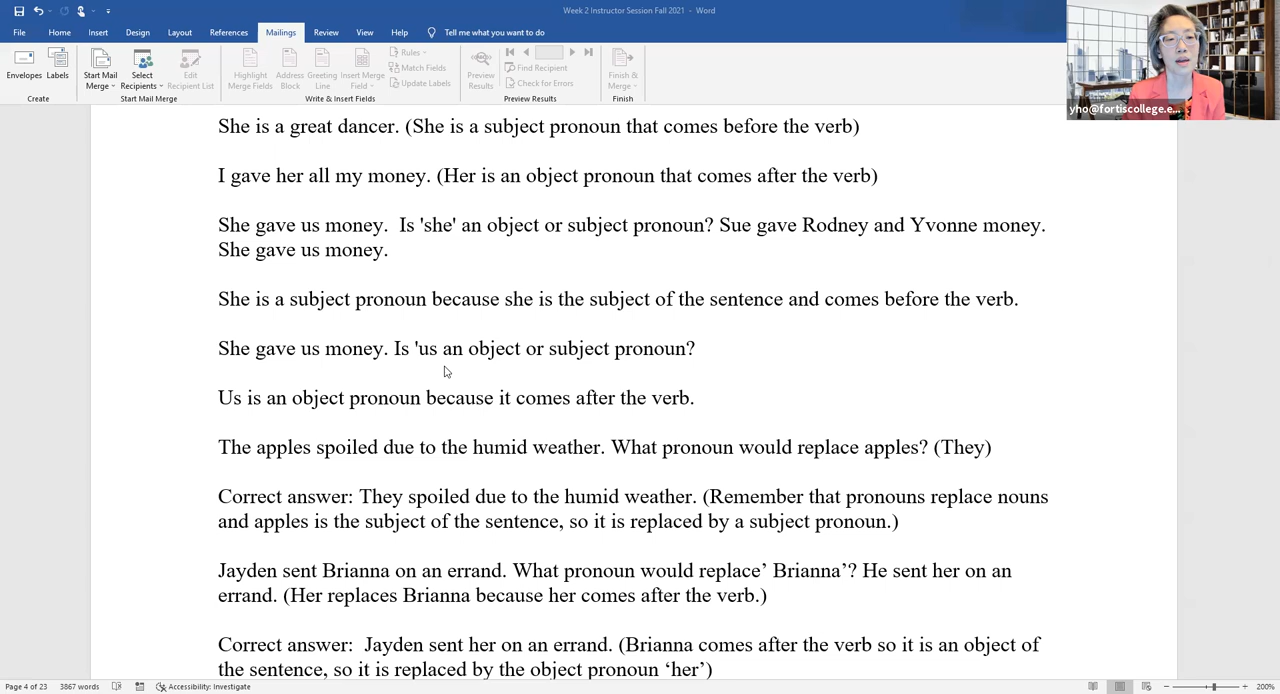 Week 2 Instructor Session Fall 2021 - Word
File Home Insert Design Layout References Mailings Review View Help Tell me what you want to do
Envelopes Labels
Start Mail Merge
Select Recipients
Edit Recipient List
Highlight Merge Fields
Address Block
Greeting Line
Insert Merge Field
Rules
Match Fields
Update Labels
Preview Results
Find Recipient
Check for Errors
Finish & Merge
Create Start Mail Merge Write & Insert Fields Preview Results Finish
yho@fortiscollege.e...
She is a great dancer. (She is a subject pronoun that comes before the verb)
I gave her all my money. (Her is an object pronoun that comes after the verb)
She gave us money.  Is 'she' an object or subject pronoun? Sue gave Rodney and Yvonne money.
She gave us money.
She is a subject pronoun because she is the subject of the sentence and comes before the verb.
She gave us money. Is 'us an object or subject pronoun?
Us is an object pronoun because it comes after the verb.
The apples spoiled due to the humid weather. What pronoun would replace apples? (They)
Correct answer: They spoiled due to the humid weather. (Remember that pronouns replace nouns
and apples is the subject of the sentence, so it is replaced by a subject pronoun.)
Jayden sent Brianna on an errand. What pronoun would replace’ Brianna’? He sent her on an
errand. (Her replaces Brianna because her comes after the verb.)
Correct answer:  Jayden sent her on an errand. (Brianna comes after the verb so it is an object of
the sentence, so it is replaced by the object pronoun ‘her’)
Page 4 of 23 3867 words Accessibility: Investigate 200%